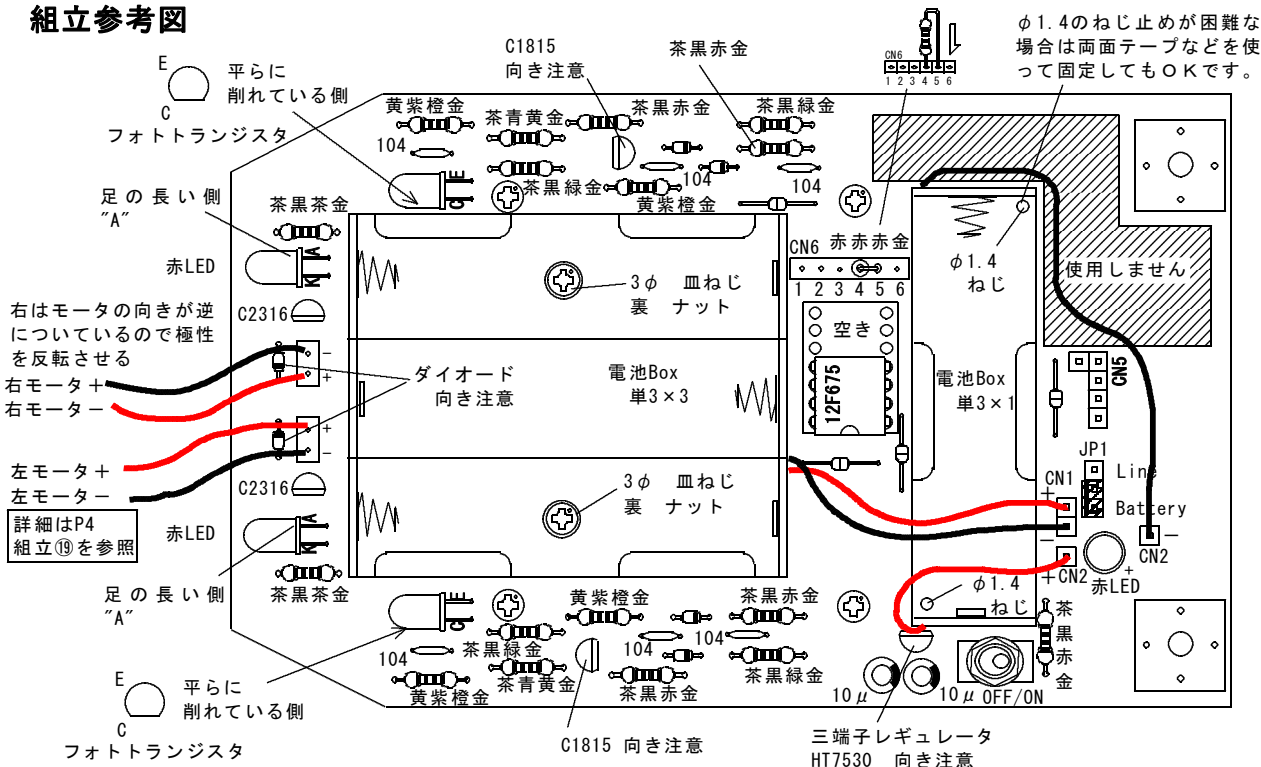 組立参考図
E
C
フォトトランジスタ
平らに
削れている側
C1815
向き注意
茶黒赤金
CN6
1 2 3 4 5 6
φ1.4のねじ止めが困難な
場合は両面テープなどを使
って固定してもＯＫです。
黄紫橙金
茶青黄金
茶黒赤金
茶黒緑金
104
104
104
茶黒緑金
黄紫橙金
足の長い側
"A"
茶黒茶金
E
C
赤LED
A
K
C2316
3φ 皿ねじ
裏 ナット
CN6
赤赤赤金
1 2 3 4 5 6
φ1.4
ねじ
使用しません
右はモータの向きが逆
についているので極性
を反転させる
右モータ＋
右モータ－
－
＋
ダイオード
向き注意
電池Box
単3×3
空き
12F675
電池Box
単3×1
CN5
＋
－
左モータ＋
左モータ－
C2316
詳細はP4
組立⑲を参照
赤LED
A
K
3φ 皿ねじ
裏 ナット
JP1
Line
Battery
CN1
＋
－
CN2
＋
－
CN2
赤LED
+
足の長い側
"A"
茶黒茶金
E
C
黄紫橙金
茶黒赤金
φ1.4
ねじ
茶黒赤金
104
茶黒緑金
104
104
茶青黄金
黄紫橙金
茶黒赤金
茶黒緑金
10μ
10μ
OFF/ON
E
C
フォトトランジスタ
平らに
削れている側
C1815 向き注意
三端子レギュレータ
HT7530 向き注意